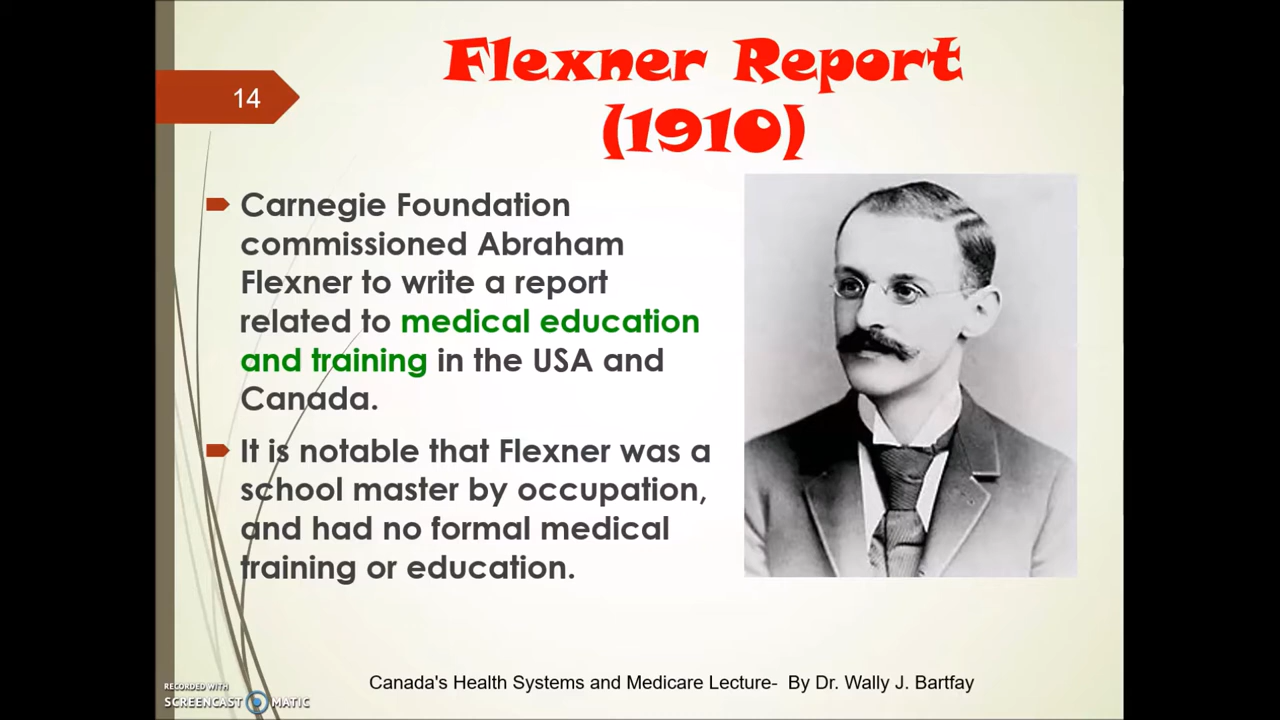 14
Flexner Report
(1910)
Carnegie Foundation
commissioned Abraham
Flexner to write a report
related to medical education
and training in the USA and
Canada.
It is notable that Flexner was a
school master by occupation,
and had no formal medical
training or education.
Canada's Health Systems and Medicare Lecture- By Dr. Wally J. Bartfay
RECORDED WITH
SCREENCAST MATIC